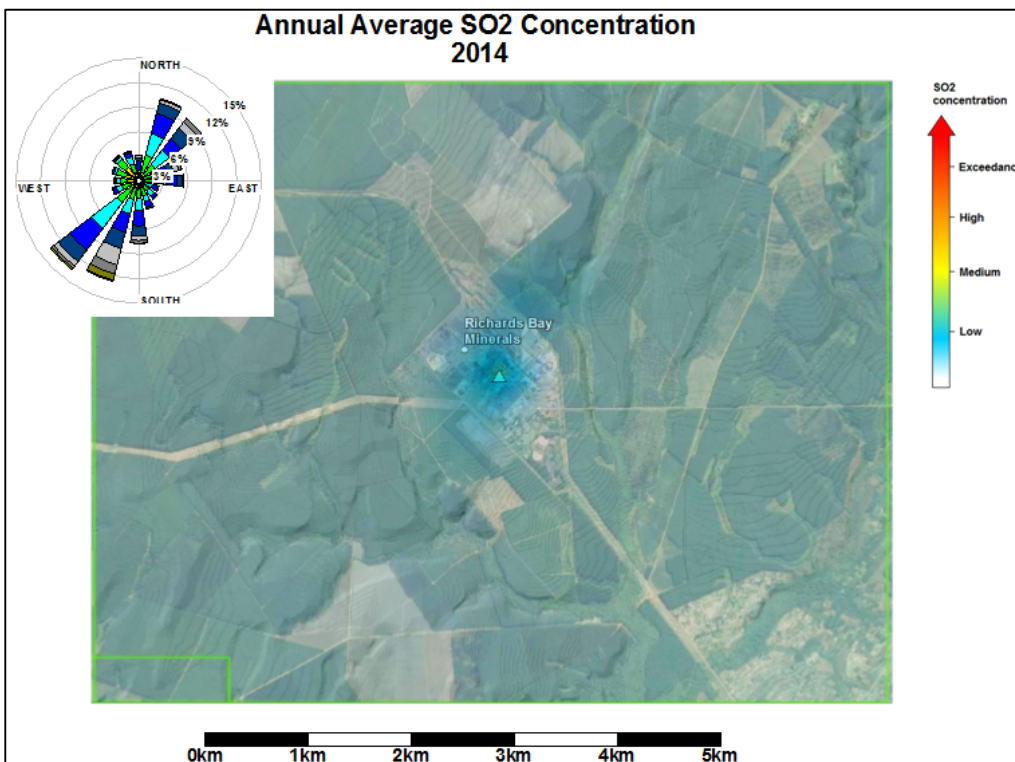 Annual Average SO2 Concentration
2014
NORTH
15%
12%
9%
6%
3%
WEST
EAST
SOUTH
SO2
concentration
Exceedanc
High
Medium
Low
Richards Bay
Minerals
0km 1km 2km 3km 4km 5km